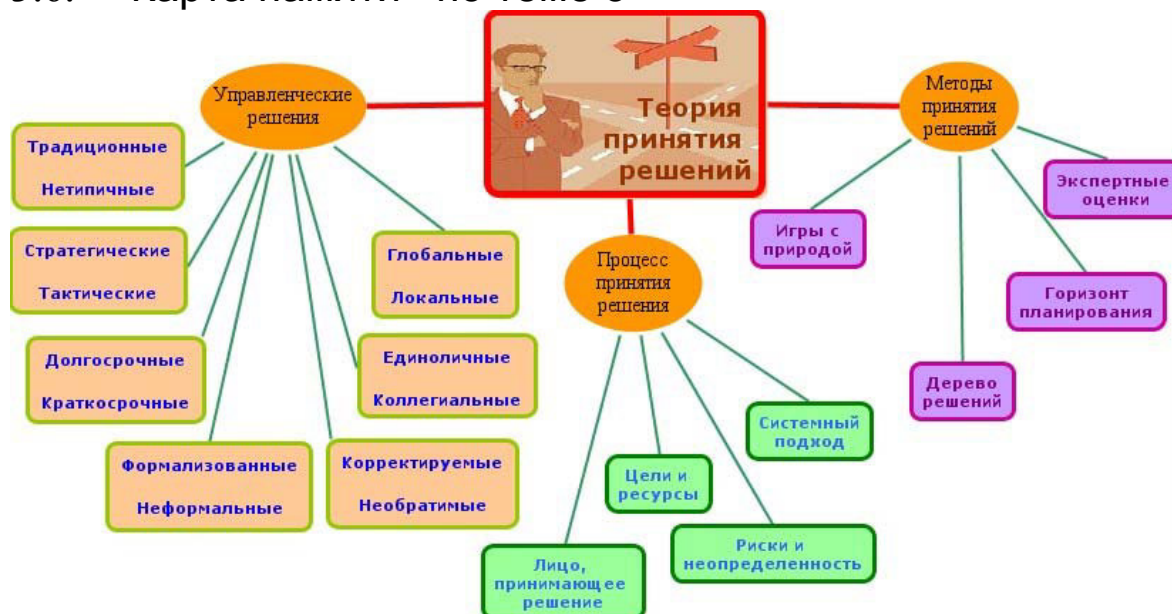 Теория
принятия
решений
Управленческие
решения
Традиционные
Нетипичные
Стратегические
Тактические
Долгосрочные
Краткосрочные
Формализованные
Неформальные
Корректируемые
Необратимые
Единоличные
Коллегиальные
Глобальные
Локальные
Процесс
принятия
решения
Лицо,
принимающее
решение
Цели и
ресурсы
Риски и
неопределенность
Системный
подход
Методы
принятия
решений
Игры с
природой
Дерево
решений
Горизонт
планирования
Экспертные
оценки